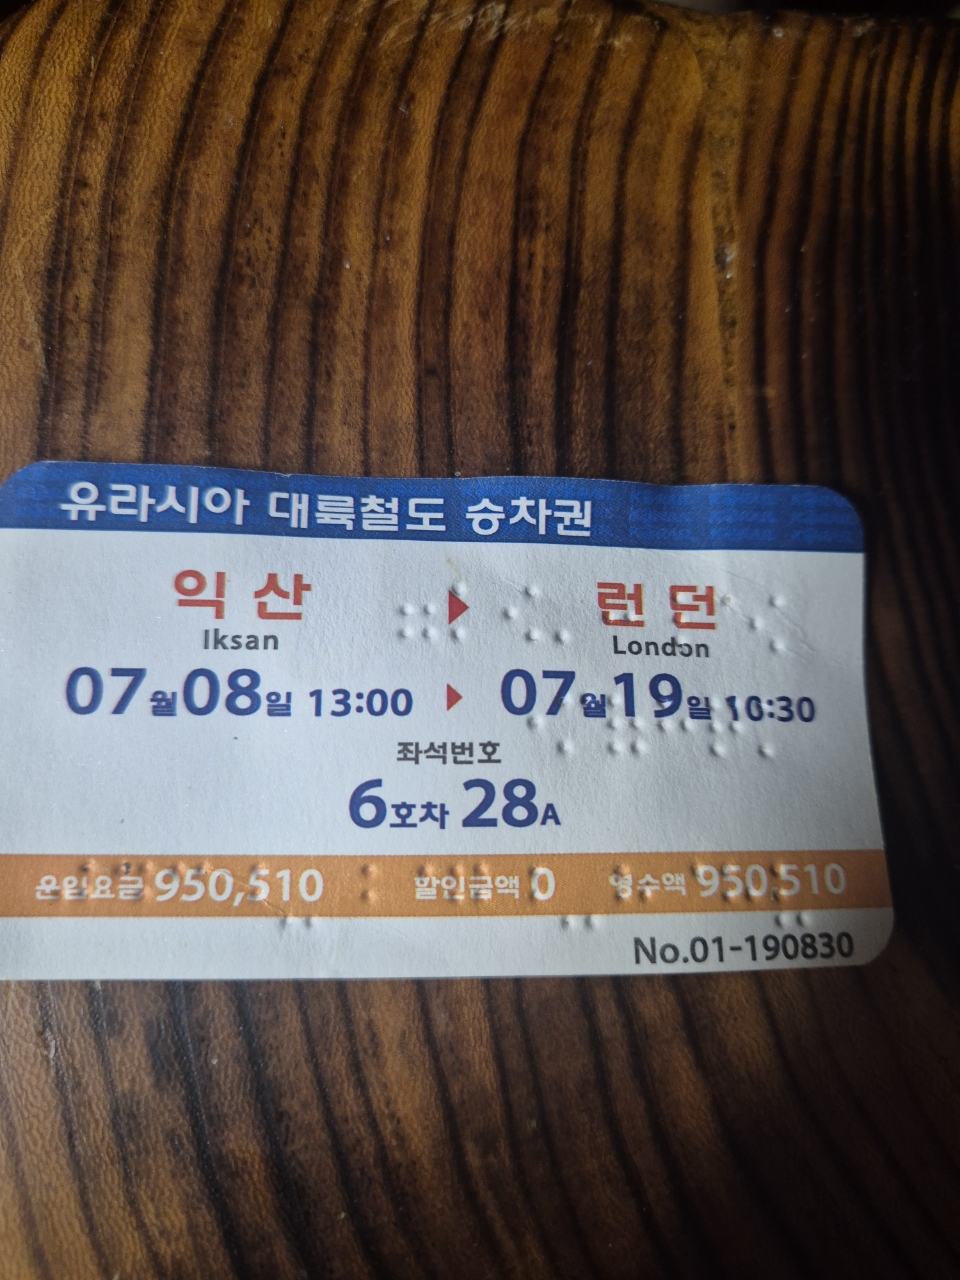 유라시아 대륙철도 승차권
익산 ▶ 런던
Iksan London
07월08일 13:00 ▶ 07월19일 10:30
좌석번호
6호차 28A
운임요금 950,510 할인금액 0 영수액 950,510
No.01-190830